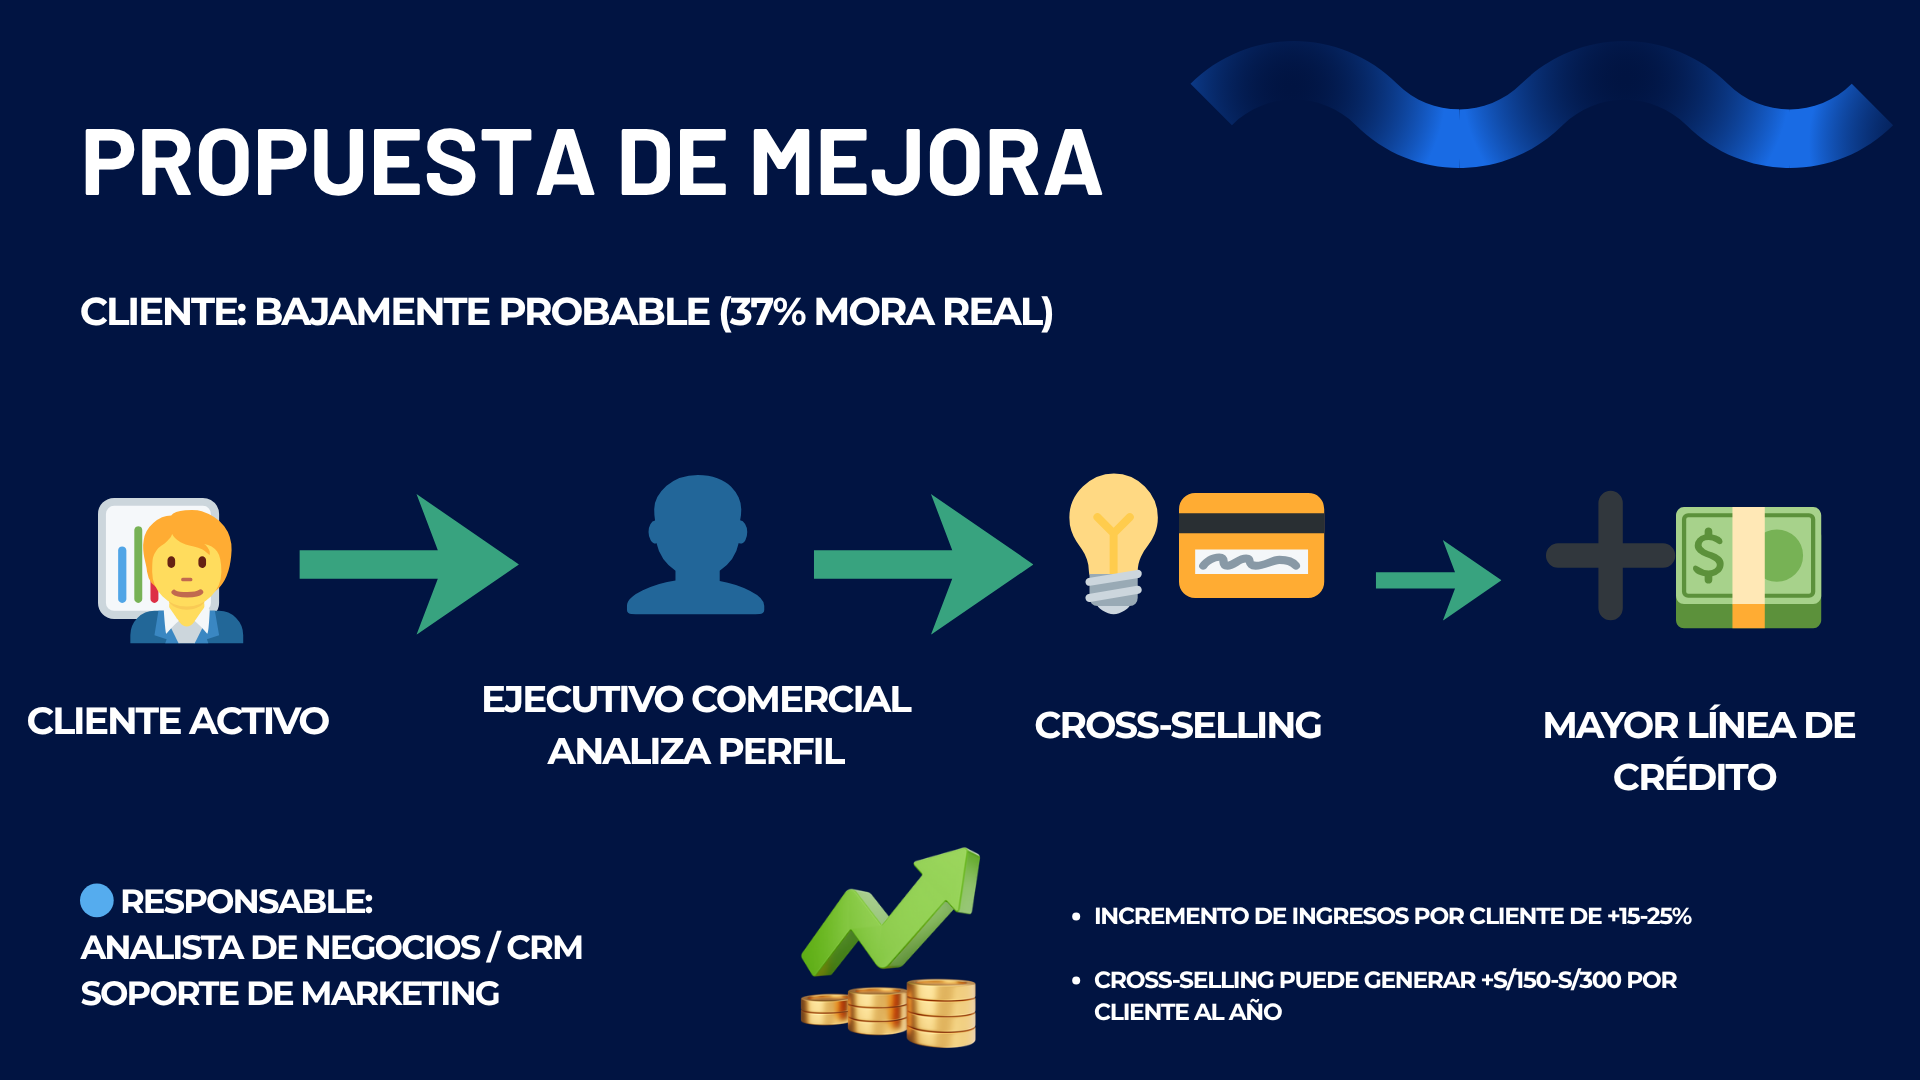 PROPUESTA DE MEJORA
CLIENTE: BAJAMENTE PROBABLE (37% MORA REAL)
CLIENTE ACTIVO
EJECUTIVO COMERCIAL
ANALIZA PERFIL
CROSS-SELLING
MAYOR LÍNEA DE
CRÉDITO
RESPONSABLE:
ANALISTA DE NEGOCIOS / CRM
SOPORTE DE MARKETING
• INCREMENTO DE INGRESOS POR CLIENTE DE +15-25%
• CROSS-SELLING PUEDE GENERAR +S/150-S/300 POR
CLIENTE AL AÑO